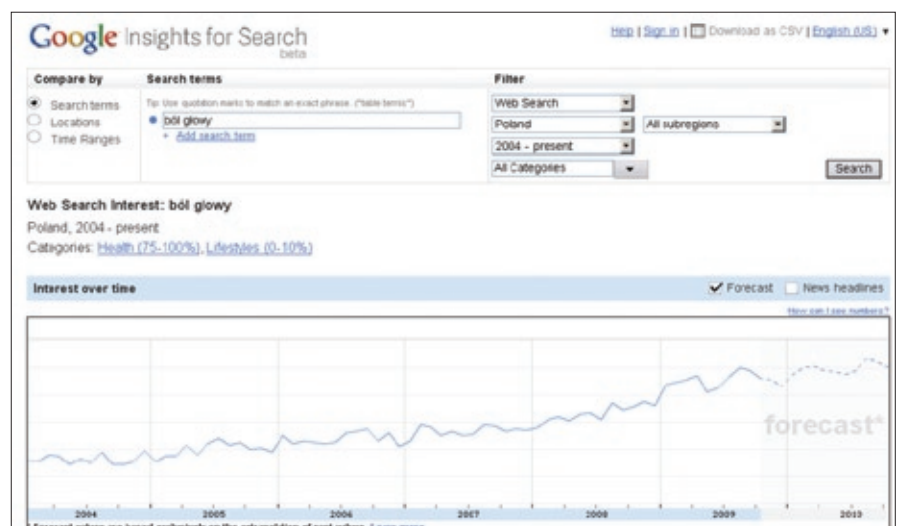 Google Insights for Search
beta
Help | Sign in | Download as CSV | English (US)
Compare by
Search terms
Filter
Search terms
Locations
Time Ranges
Tip: Use quotation marks to match an exact phrase. ("table tennis")
ból glowy
+ Add search term
Web Search
Poland
All subregions
2004 - present
All Categories
Search
Web Search Interest: ból glowy
Poland, 2004 - present
Categories: Health (75-100%), Lifestyles (0-10%)
Interest over time
Forecast
News headlines
How can I see numbers?
forecast*
2004 2005 2006 2007 2008 2009 2010